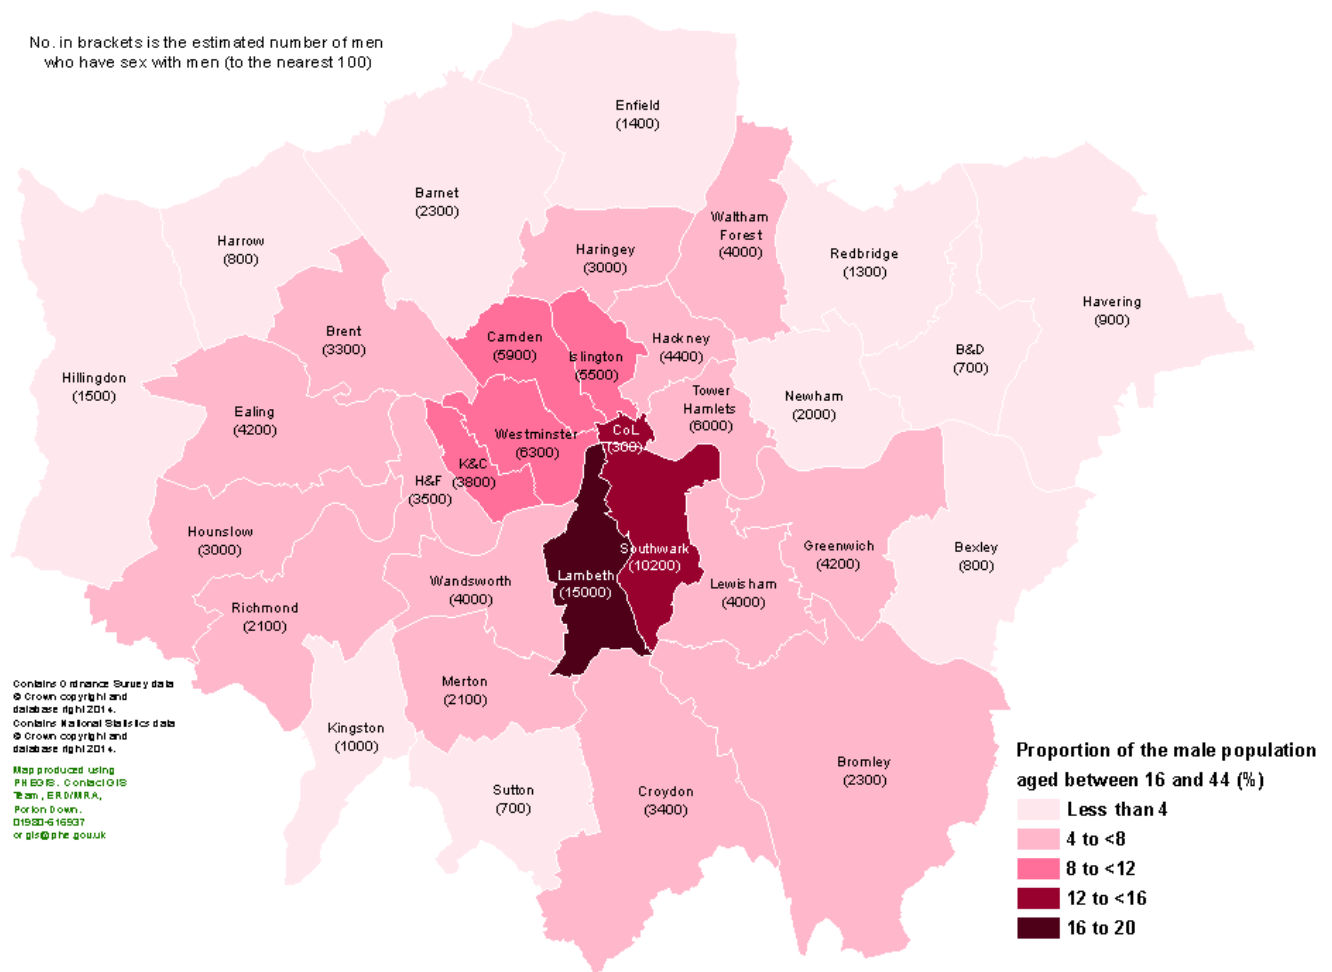 No. in brackets is the estimated number of men
who have sex with men (to the nearest 100)
Enfield
(1400)
Barnet
(2300)
Harrow
(800)
Waltham
Forest
(4000)
Haringey
(3000)
Redbridge
(1300)
Havering
(900)
Brent
(3300)
Camden
(5900)
Islington
(5500)
Hackney
(4400)
B&D
(700)
Hillingdon
(1500)
Ealing
(4200)
Tower
Hamlets
(6000)
Newham
(2000)
Westminster
(6300)
CoL
(300)
K&C
(3800)
H&F
(3500)
Hounslow
(3000)
Southwark
(10200)
Greenwich
(4200)
Bexley
(800)
Lambeth
(15000)
Wandsworth
(4000)
Lewisham
(4000)
Richmond
(2100)
Merton
(2100)
Kingston
(1000)
Sutton
(700)
Croydon
(3400)
Bromley
(2300)
Contains Ordnance Survey data
© Crown copyright and
database right 2014.
Contains National Statistics data
© Crown copyright and
database right 2014.
Map produced using
PHEGIS. Contact GIS
Team, ERD/MRA,
Porton Down.
01980-616937
or gis@phe.gov.uk
Proportion of the male population
aged between 16 and 44 (%)
Less than 4
4 to <8
8 to <12
12 to <16
16 to 20